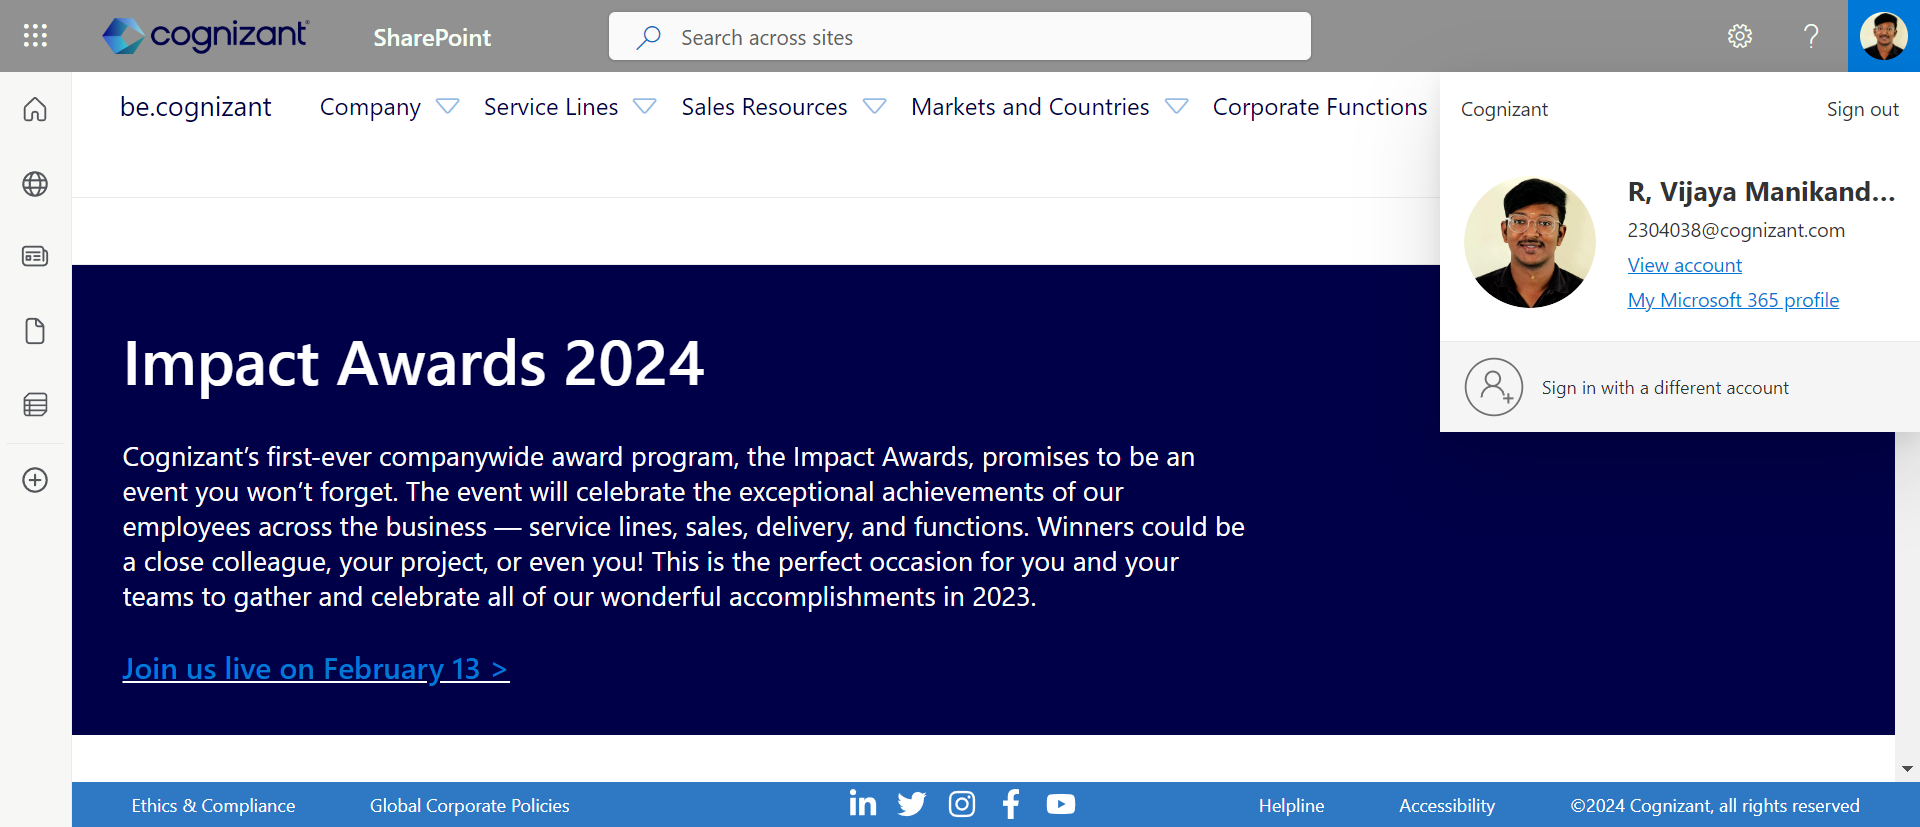 cognizant
SharePoint
Search across sites
?
be.cognizant
Company
Service Lines
Sales Resources
Markets and Countries
Corporate Functions
Cognizant
Sign out
R, Vijaya Manikand...
2304038@cognizant.com
View account
My Microsoft 365 profile
Sign in with a different account
Impact Awards 2024
Cognizant’s first-ever companywide award program, the Impact Awards, promises to be an
event you won’t forget. The event will celebrate the exceptional achievements of our
employees across the business — service lines, sales, delivery, and functions. Winners could be
a close colleague, your project, or even you! This is the perfect occasion for you and your
teams to gather and celebrate all of our wonderful accomplishments in 2023.
Join us live on February 13 >
Ethics & Compliance
Global Corporate Policies
Helpline
Accessibility
©2024 Cognizant, all rights reserved